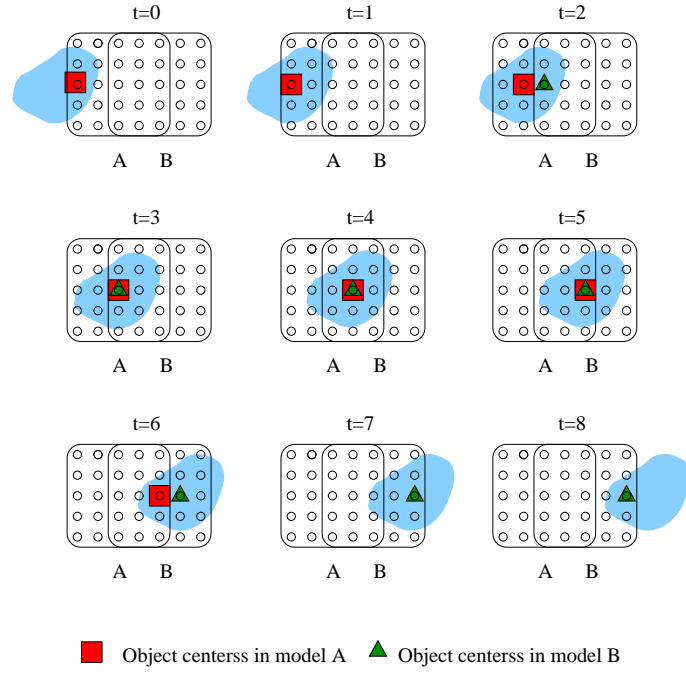 t=0 t=1 t=2
A B A B A B
t=3 t=4 t=5
A B A B A B
t=6 t=7 t=8
A B A B A B
Object centerss in model A Object centerss in model B